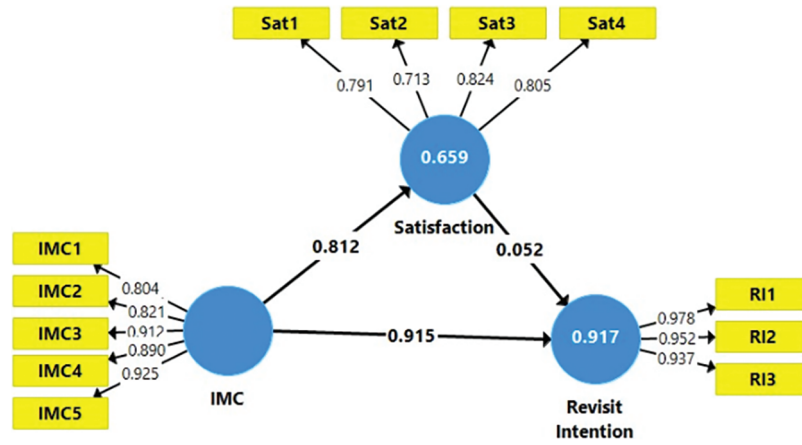 Sat1 Sat2 Sat3 Sat4
0.791 0.713 0.824 0.805
0.659
Satisfaction
0.812 0.052
IMC1
IMC2
IMC3
IMC4
IMC5
0.804
0.821
0.912
0.890
0.925
IMC
0.915
0.917
Revisit
Intention
0.978
0.952
0.937
RI1
RI2
RI3